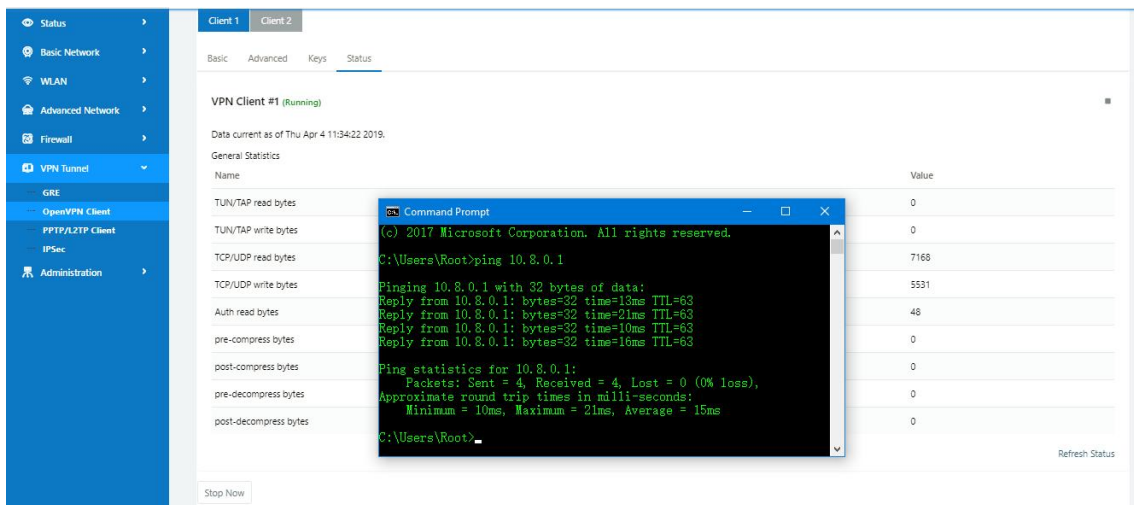 Status
Basic Network
WLAN
Advanced Network
Firewall
VPN Tunnel
GRE
OpenVPN Client
PPTP/L2TP Client
IPSec
Administration
Client 1 Client 2
Basic Advanced Keys Status
VPN Client #1 (Running)
Data current as of Thu Apr 4 11:34:22 2019.
General Statistics
Name Value
TUN/TAP read bytes 0
TUN/TAP write bytes 0
TCP/UDP read bytes 7168
TCP/UDP write bytes 5531
Auth read bytes 48
pre-compress bytes 0
post-compress bytes 0
pre-decompress bytes 0
post-decompress bytes 0
Refresh Status
Stop Now
Command Prompt
(c) 2017 Microsoft Corporation. All rights reserved.
C:\Users\Root>ping 10.8.0.1
Pinging 10.8.0.1 with 32 bytes of data:
Reply from 10.8.0.1: bytes=32 time=13ms TTL=63
Reply from 10.8.0.1: bytes=32 time=21ms TTL=63
Reply from 10.8.0.1: bytes=32 time=10ms TTL=63
Reply from 10.8.0.1: bytes=32 time=16ms TTL=63
Ping statistics for 10.8.0.1:
Packets: Sent = 4, Received = 4, Lost = 0 (0% loss),
Approximate round trip times in milli-seconds:
Minimum = 10ms, Maximum = 21ms, Average = 15ms
C:\Users\Root>